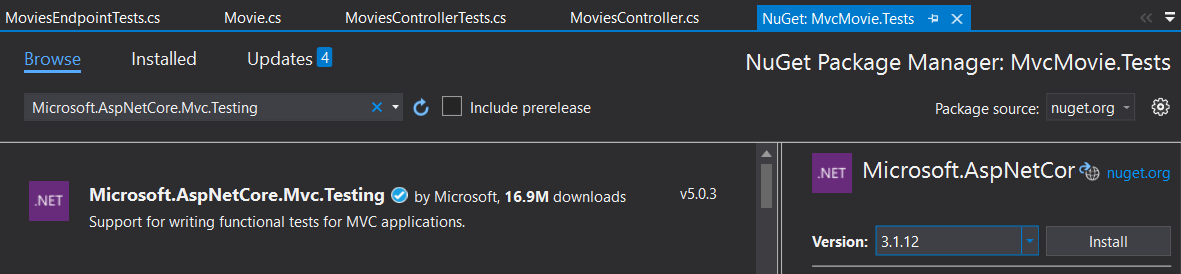 MoviesEndpointTests.cs Movie.cs MoviesControllerTests.cs MoviesController.cs NuGet: MvcMovie.Tests
Browse Installed Updates 4
NuGet Package Manager: MvcMovie.Tests
Microsoft.AspNetCore.Mvc.Testing Include prerelease
Package source: nuget.org
.NET Microsoft.AspNetCore.Mvc.Testing by Microsoft, 16.9M downloads v5.0.3
Support for writing functional tests for MVC applications.
.NET Microsoft.AspNetCor nuget.org
Version: 3.1.12 Install